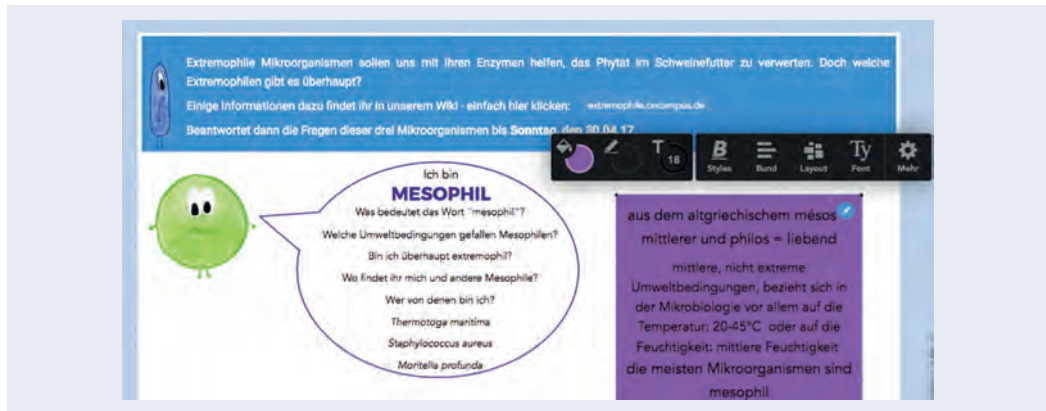 Extremophile Mikroorganismen sollen uns mit ihren Enzymen helfen, das Phytat im Schweinefutter zu verwerten. Doch welche
Extremophilen gibt es überhaupt?
Einige Informationen dazu findet ihr in unserem Wiki - einfach hier klicken: extremophile.oncampus.de
Beantwortet dann die Fragen dieser drei Mikroorganismen bis Sonntag, den 30.04.17
T 18
B Styles
Bund
Layout
Ty Font
Mehr
Ich bin
MESOPHIL
Was bedeutet das Wort "mesophil"?
Welche Umweltbedingungen gefallen Mesophilen?
Bin ich überhaupt extremophil?
Wo findet ihr mich und andere Mesophile?
Wer von denen bin ich?
Thermotoga maritima
Staphylococcus aureus
Moritella profunda
aus dem altgriechischem mésos
mittlerer und philos = liebend
mittlere, nicht extreme
Umweltbedingungen, bezieht sich in
der Mikrobiologie vor allem auf die
Temperatur: 20-45°C oder auf die
Feuchtigkeit: mittlere Feuchtigkeit
die meisten Mikroorganismen sind
mesophil